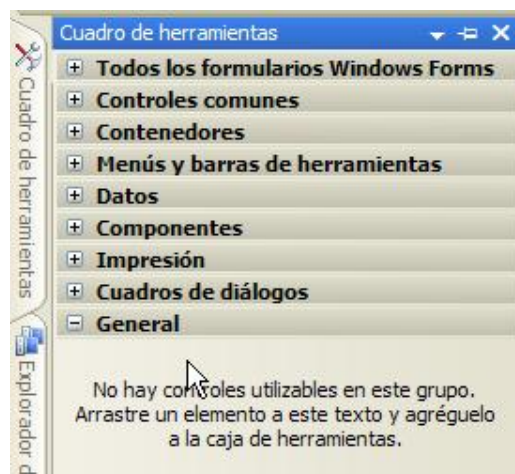 Cuadro de herramientas
Todos los formularios Windows Forms
Controles comunes
Contenedores
Menús y barras de herramientas
Datos
Componentes
Impresión
Cuadros de diálogos
General
No hay controles utilizables en este grupo.
Arrastre un elemento a este texto y agréguelo
a la caja de herramientas.
Cuadro de herramientas
Explorador d